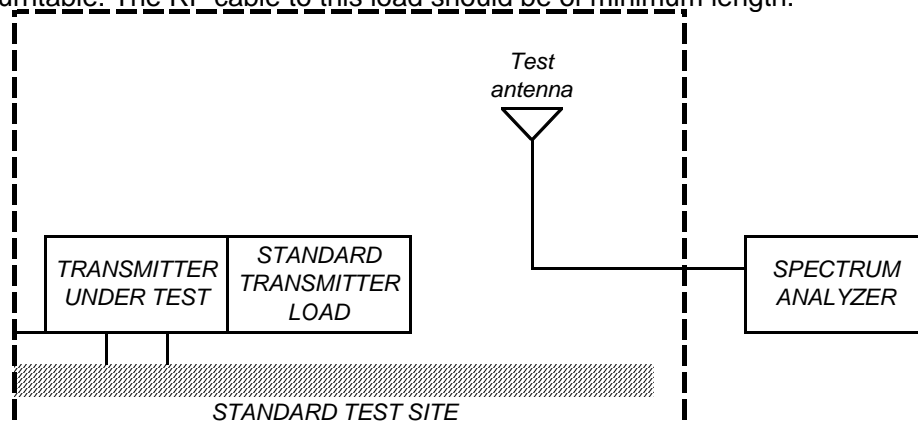 turntable. The RF cable to this load should be of minimum length.
Test
antenna
TRANSMITTER
UNDER TEST
STANDARD
TRANSMITTER
LOAD
SPECTRUM
ANALYZER
STANDARD TEST SITE